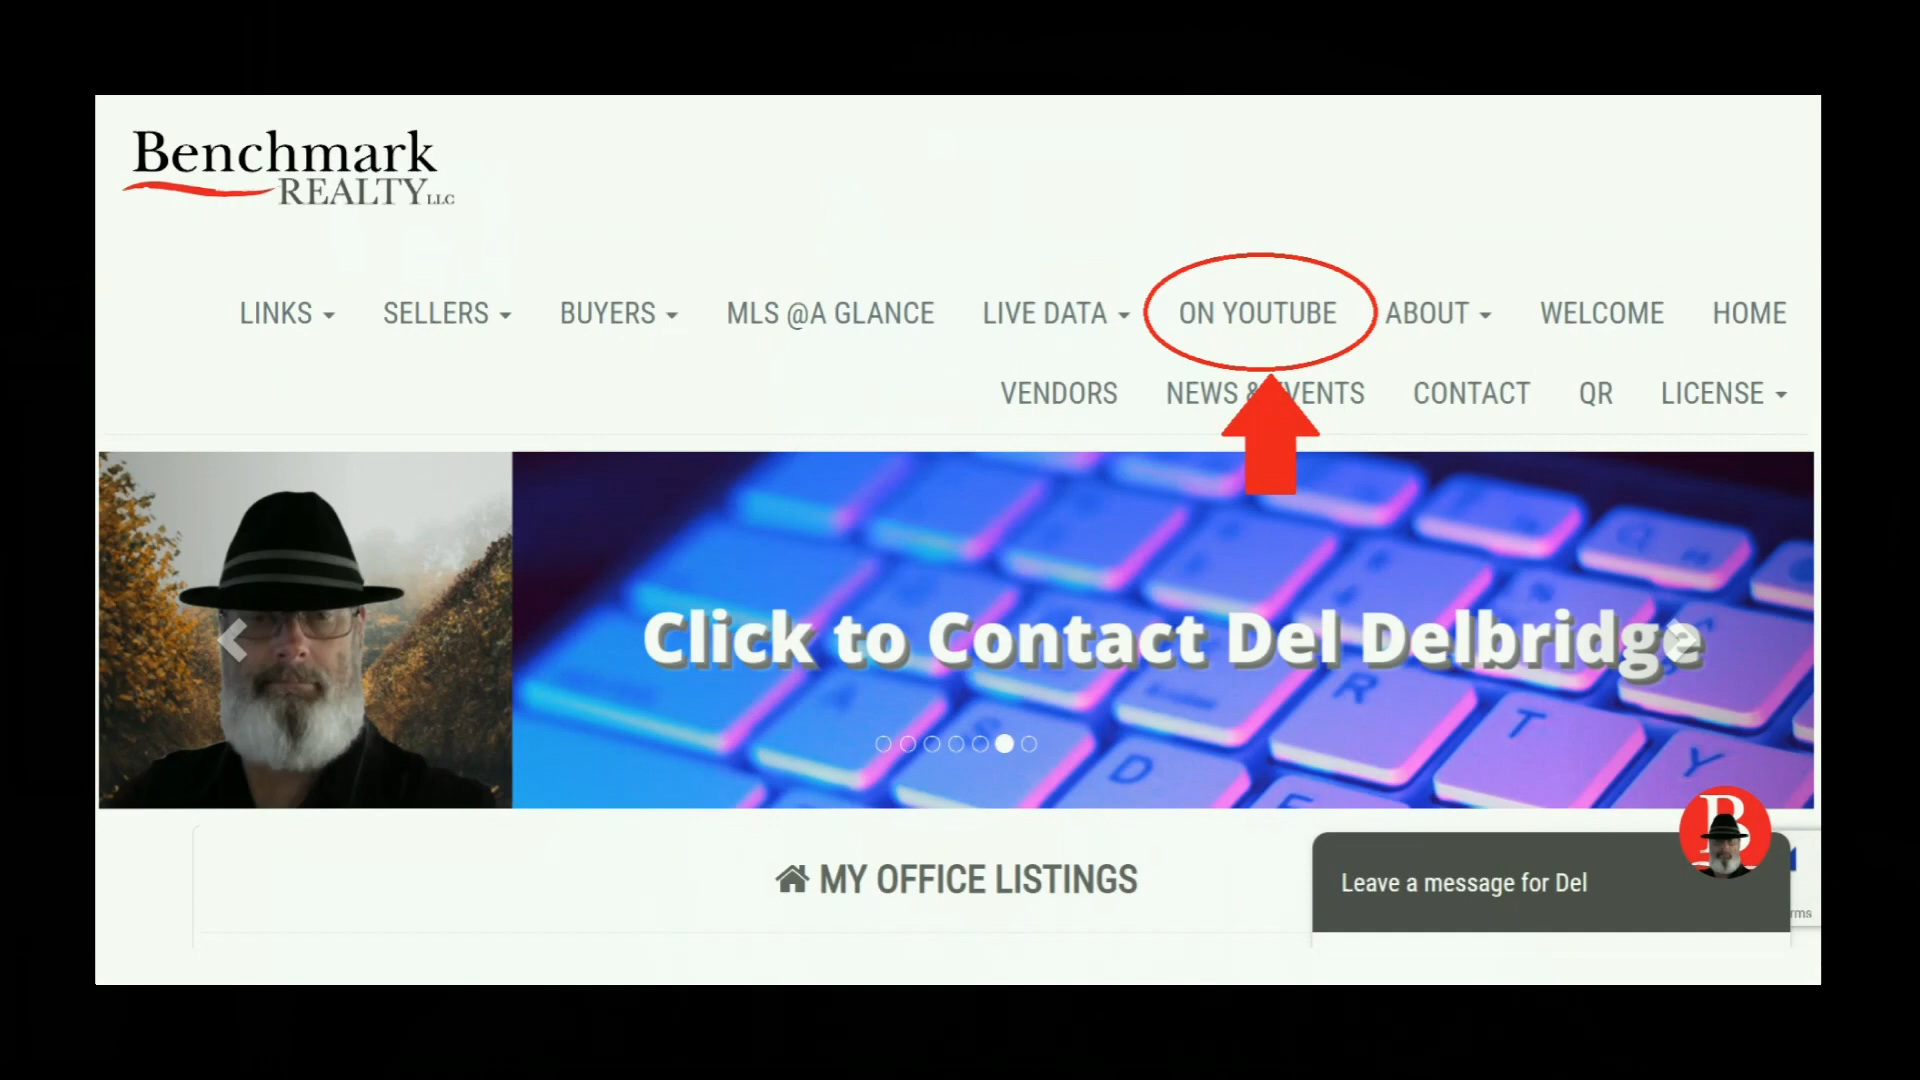 Benchmark
REALTY LLC
LINKS SELLERS BUYERS MLS @A GLANCE LIVE DATA ON YOUTUBE ABOUT WELCOME HOME
VENDORS NEWS & EVENTS CONTACT QR LICENSE
Click to Contact Del Delbridge
R T Y
D
MY OFFICE LISTINGS
B
Leave a message for Del